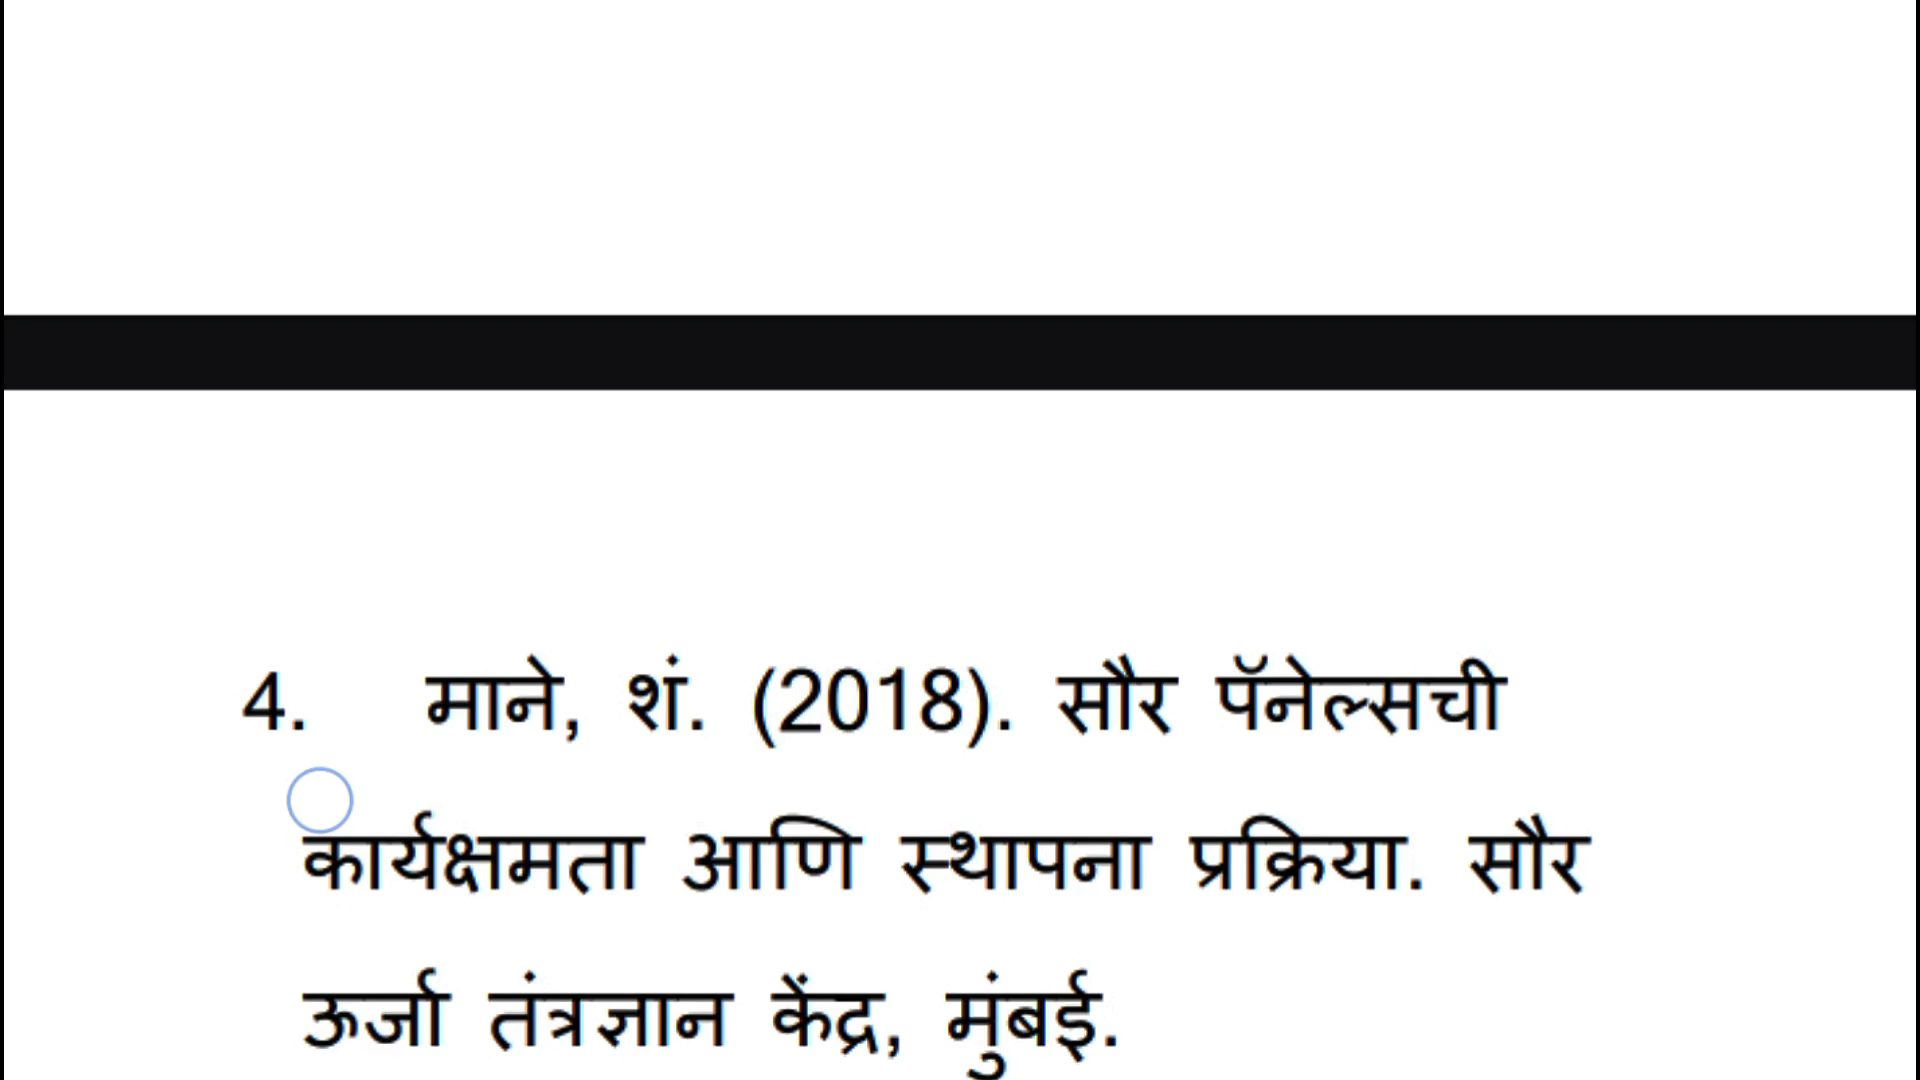 4. माने, शं. (2018). सौर पॅनेल्सची
कार्यक्षमता आणि स्थापना प्रक्रिया. सौर
ऊर्जा तंत्रज्ञान केंद्र, मुंबई.